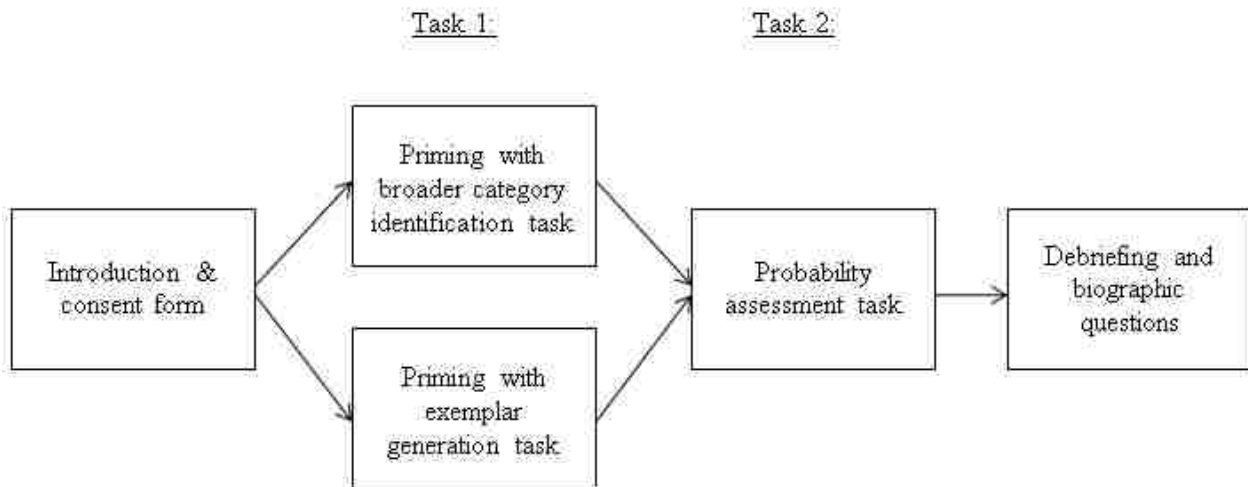 Task 1:
Task 2:
Priming with
broader category
identification task
Introduction &
consent form
Probability
assessment task
Debriefing and
biographic
questions
Priming with
exemplar
generation task